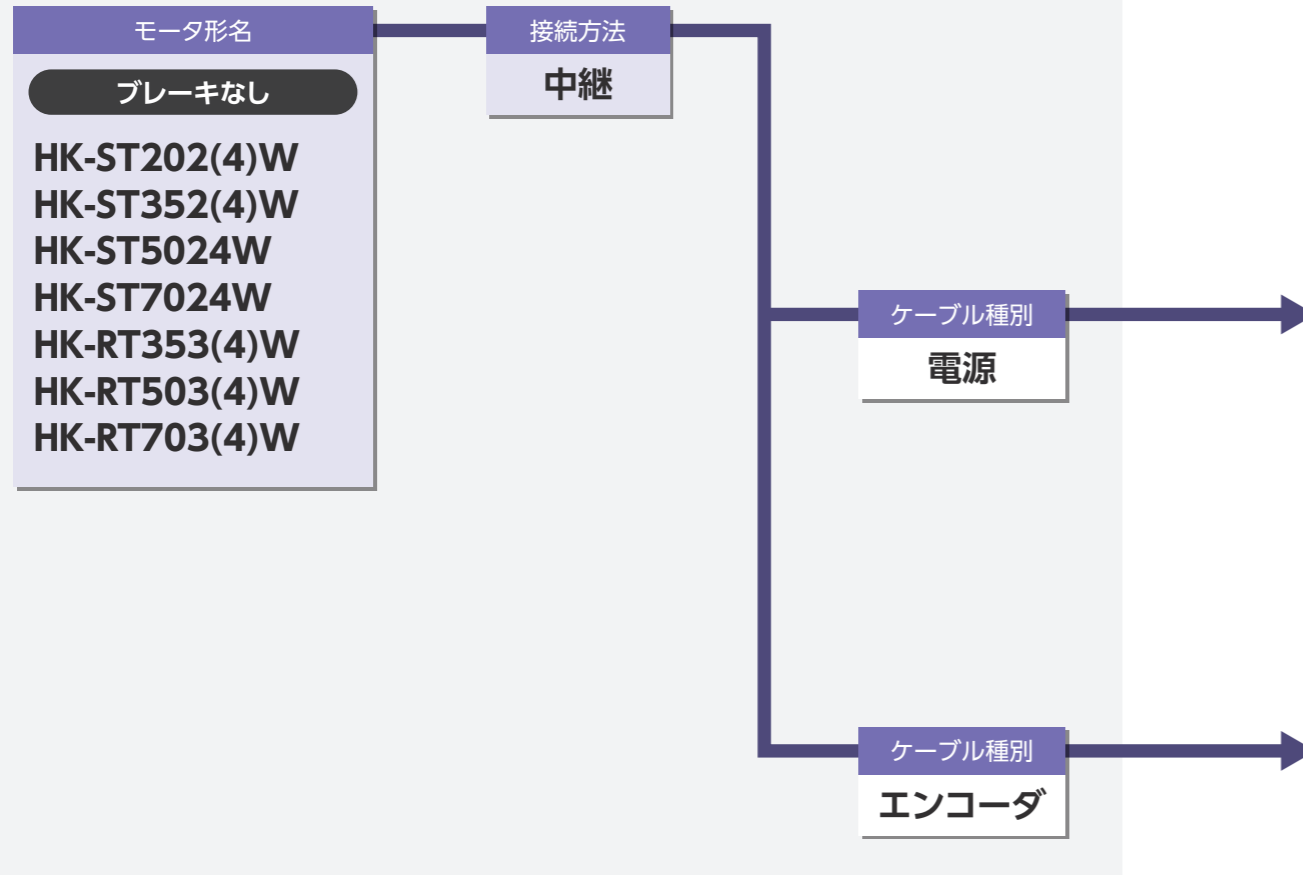 モータ形名
ブレーキなし
HK-ST202(4)W
HK-ST352(4)W
HK-ST5024W
HK-ST7024W
HK-RT353(4)W
HK-RT503(4)W
HK-RT703(4)W
接続方法
中継
ケーブル種別
電源
ケーブル種別
エンコーダ